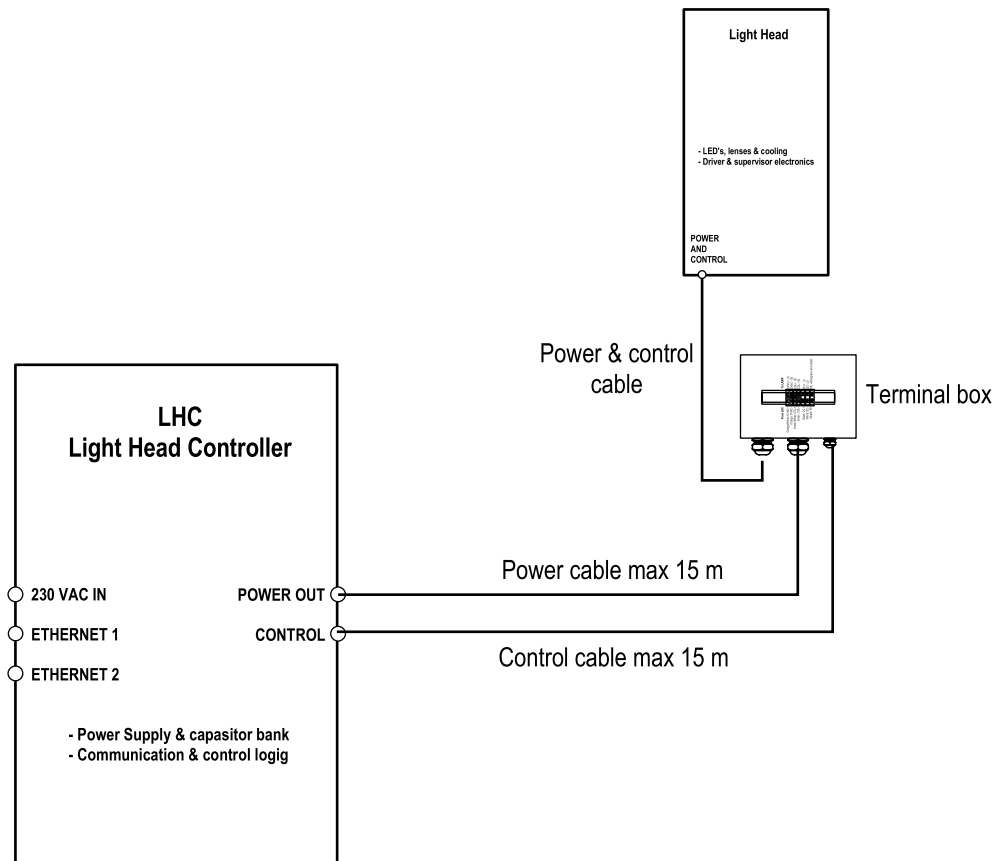 Light Head
- LED's, lenses & cooling
- Driver & supervisor electronics
POWER
AND
CONTROL
Power & control
cable
Terminal box
LHC
Light Head Controller
Power cable max 15 m
230 VAC IN
POWER OUT
ETHERNET 1
CONTROL
Control cable max 15 m
ETHERNET 2
- Power Supply & capasitor bank
- Communication & control logig